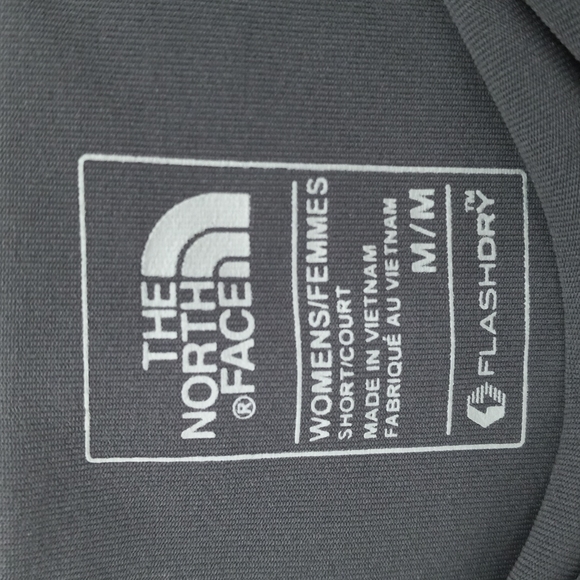 THE
NORTH
®FACE
WOMENS/FEMMES
SHORT/COURT
MADE IN VIETNAM
FABRIQUÉ AU VIETNAM
M/M
FLASHDRY™